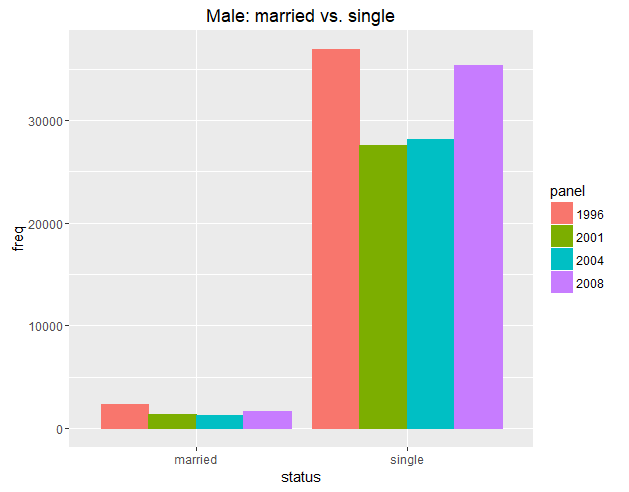 Male: married vs. single
freq
30000
20000
10000
0
married single
status
panel
1996
2001
2004
2008